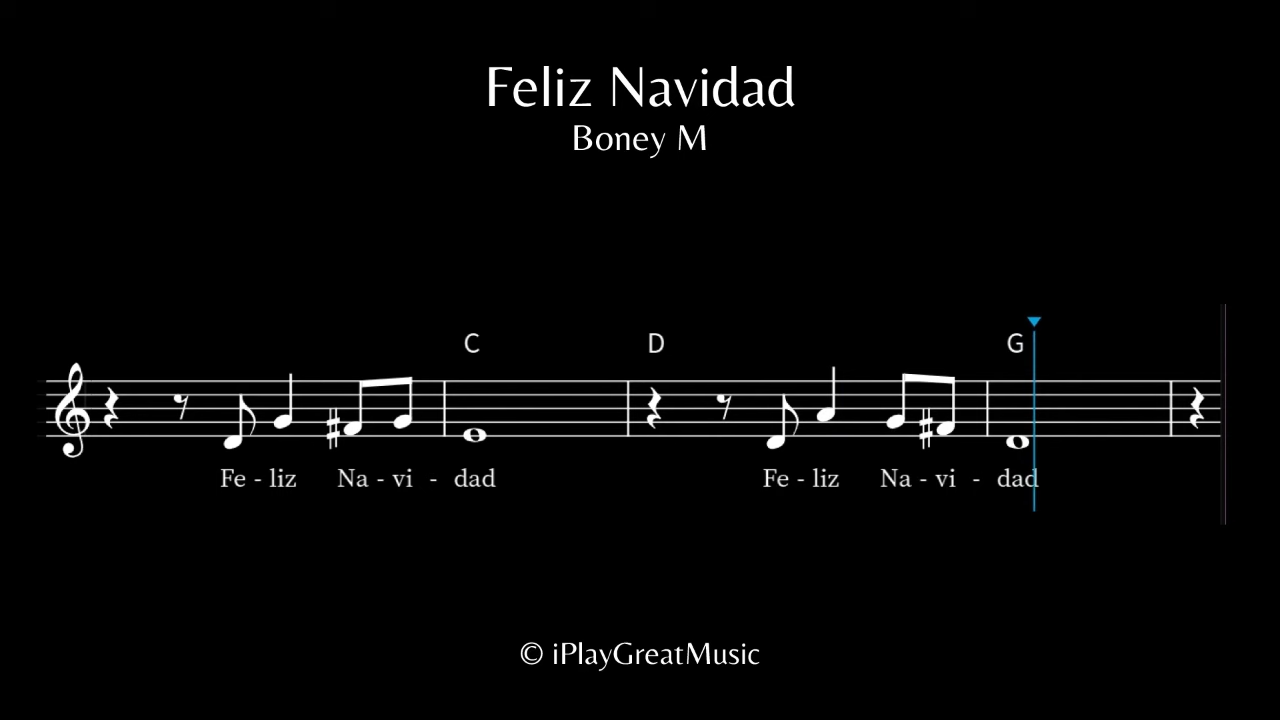 Feliz Navidad
Boney M
C D G
Fe - liz Na - vi - dad Fe - liz Na - vi - dad
© iPlayGreatMusic